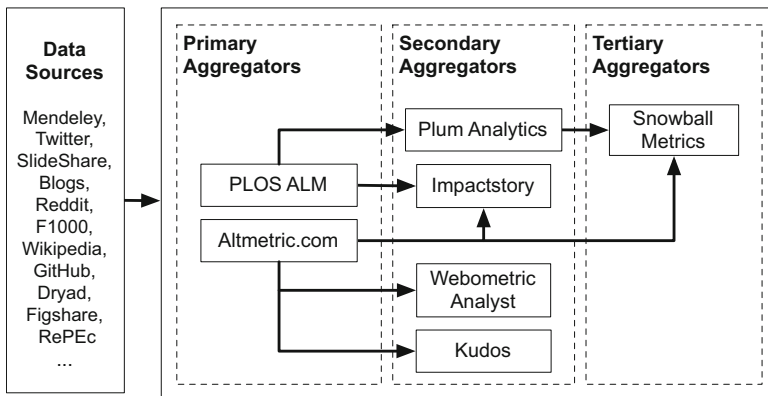 Data
Sources
Mendeley,
Twitter,
SlideShare,
Blogs,
Reddit,
F1000,
Wikipedia,
GitHub,
Dryad,
Figshare,
RePEc
...
Primary
Aggregators
PLOS ALM
Altmetric.com
Secondary
Aggregators
Plum Analytics
Impactstory
Webometric
Analyst
Kudos
Tertiary
Aggregators
Snowball
Metrics